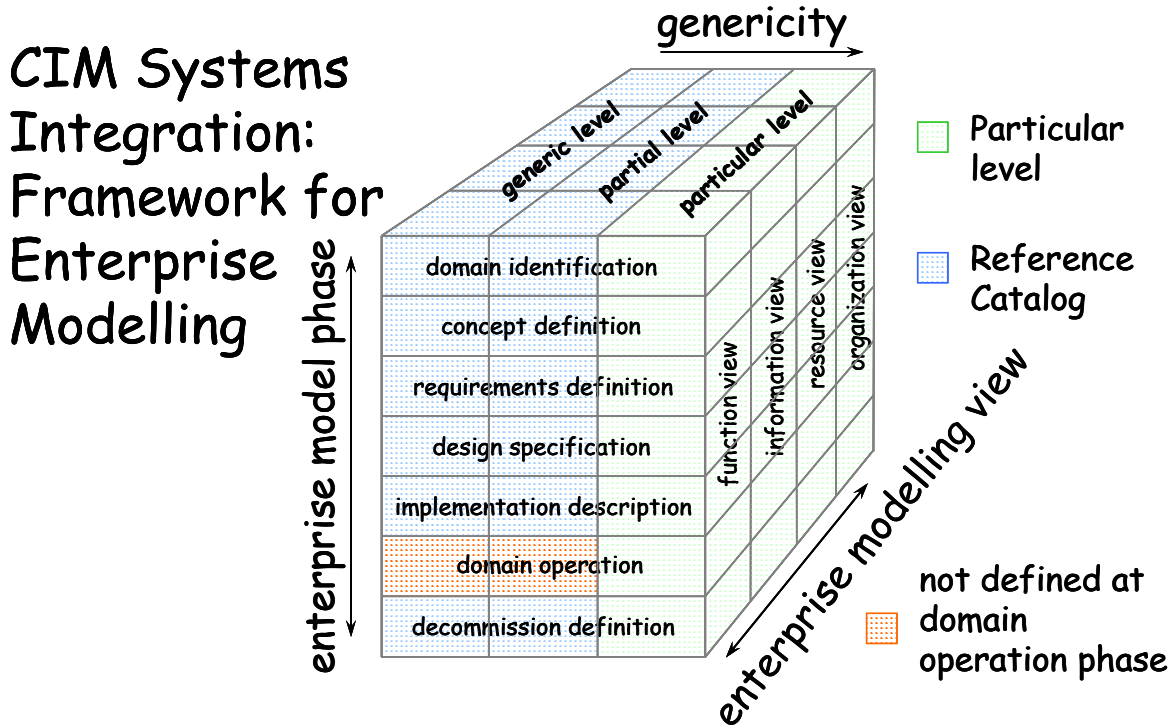 CIM Systems
Integration:
Framework for
Enterprise
Modelling
genericity
generic level
partial level
particular level
enterprise model phase
domain identification
concept definition
requirements definition
design specification
implementation description
domain operation
decommission definition
function view
information view
resource view
organization view
enterprise modelling view
Particular
level
Reference
Catalog
not defined at
domain
operation phase